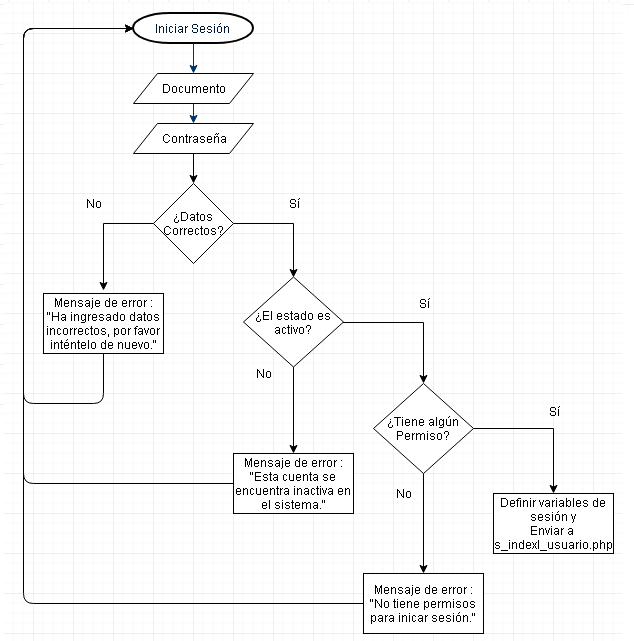 Iniciar Sesión
Documento
Contraseña
¿Datos
Correctos?
No
Sí
Mensaje de error :
"Ha ingresado datos
incorrectos, por favor
inténtelo de nuevo."
¿El estado es
activo?
Sí
No
¿Tiene algún
Permiso?
Sí
Mensaje de error :
"Esta cuenta se
encuentra inactiva en
el sistema."
No
Definir variables de
sesión y
Enviar a
s_indexl_usuario.php
Mensaje de error :
"No tiene permisos
para inicar sesión."